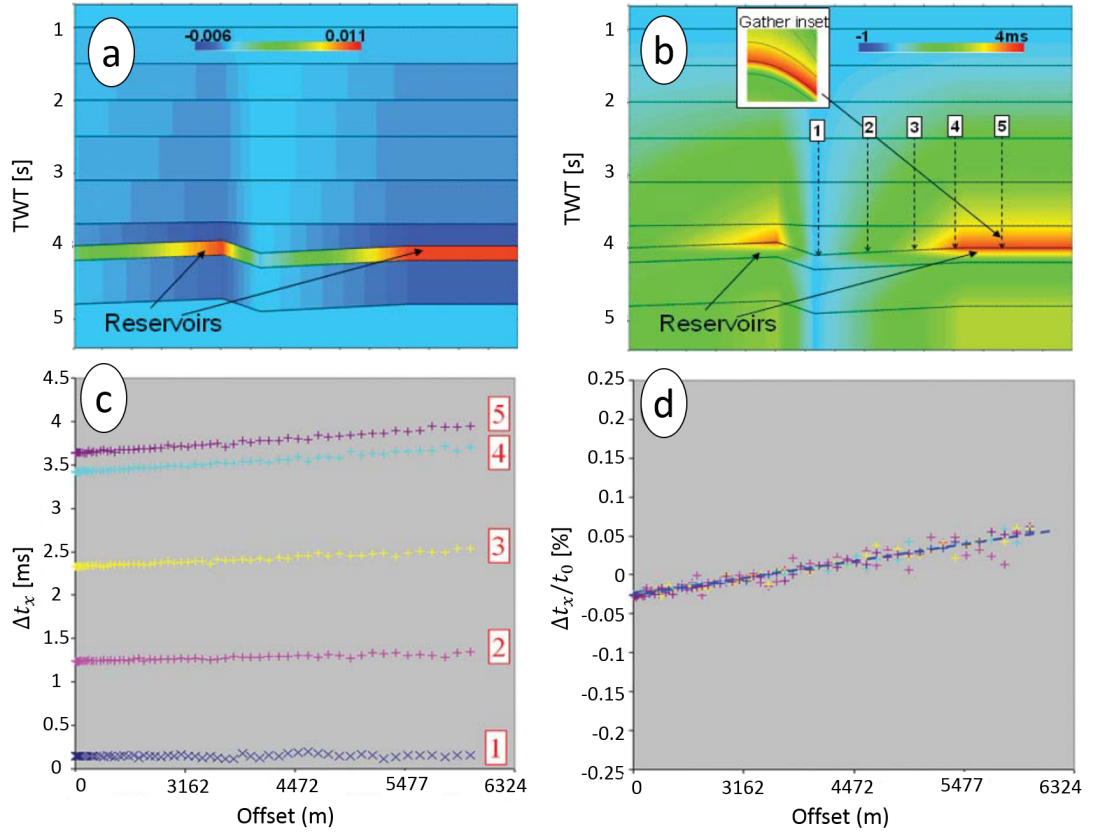 a
-0.006 0.011
1
2
3
4
5
TWT [s]
Reservoirs
b
Gather inset
-1 4ms
1
2
3
4
5
1
2
3
4
5
TWT [s]
Reservoirs
c
4.5
4
3.5
3
2.5
2
1.5
1
0.5
0
Δtₓ [ms]
5
4
3
2
1
0 3162 4472 5477 6324
Offset (m)
d
0.25
0.2
0.15
0.1
0.05
0
-0.05
-0.1
-0.15
-0.2
-0.25
Δtₓ/t₀ [%]
0 3162 4472 5477 6324
Offset (m)